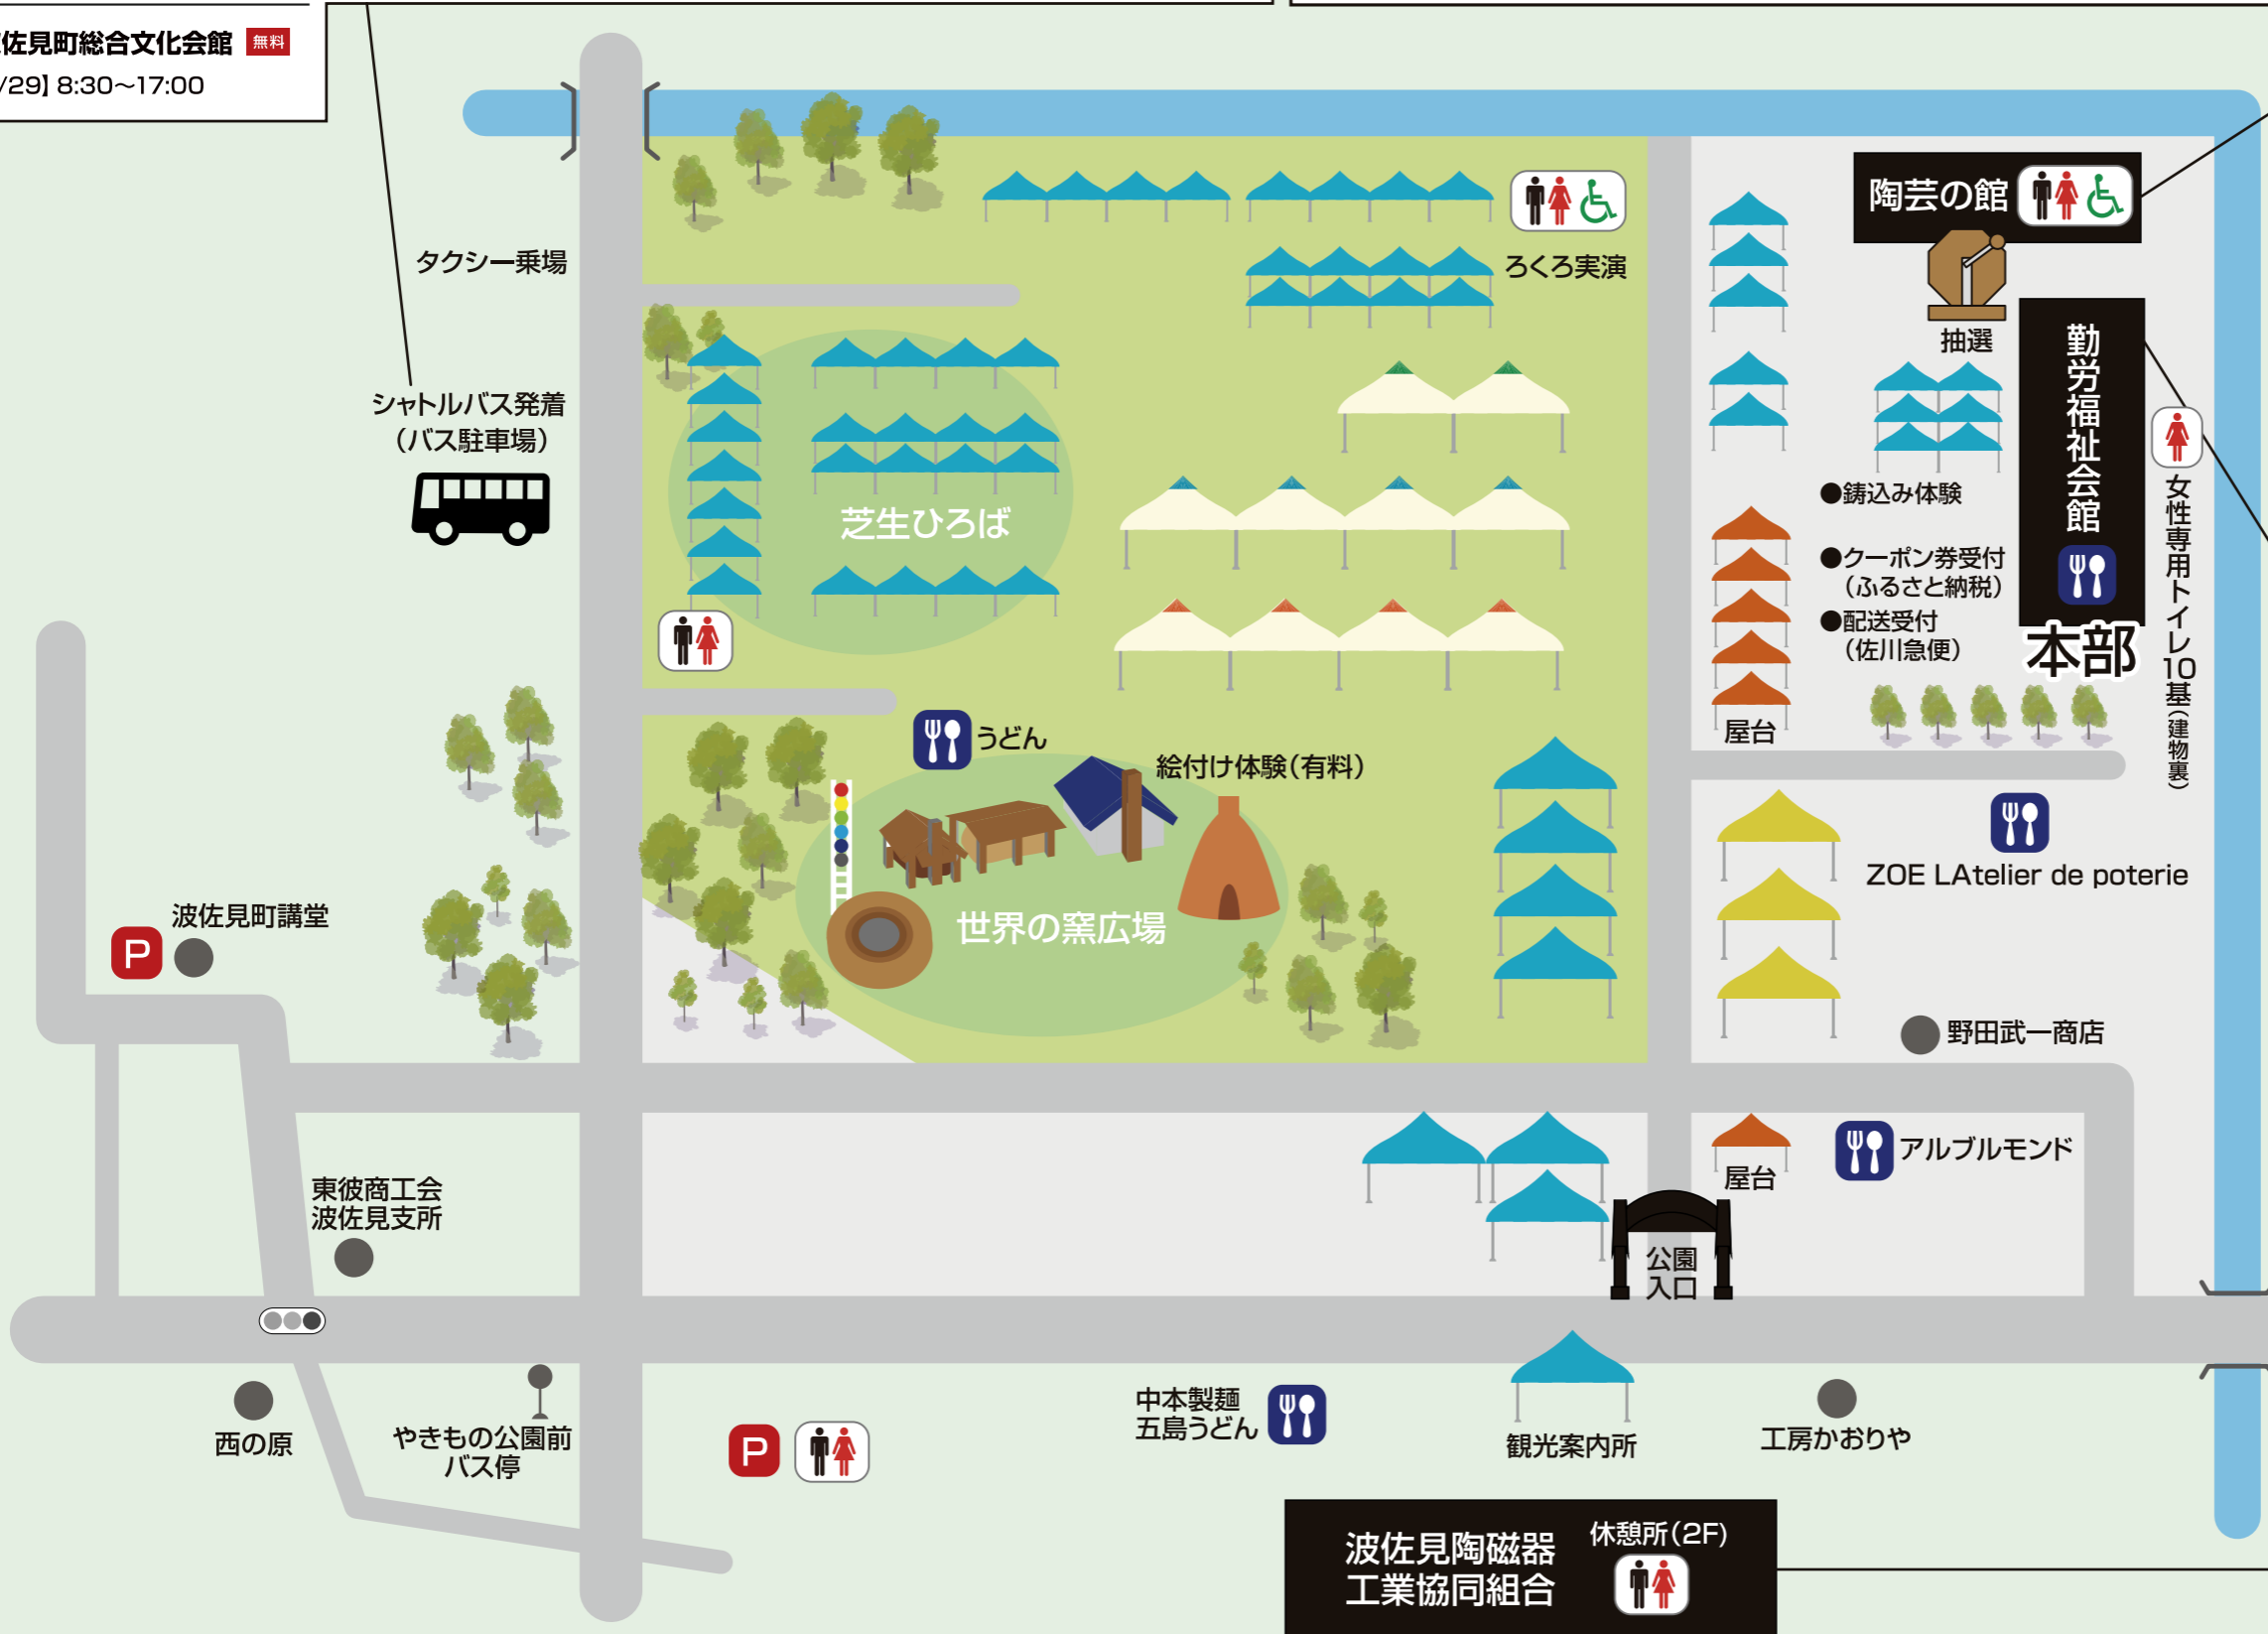 佐見町総合文化会館 無料
/29】8:30〜17:00
タクシー乗場
シャトルバス発着
（バス駐車場）
ろくろ実演
陶芸の館
抽選
勤労福祉会館
本部
女性専用トイレ10基（建物裏）
●鋳込み体験
●クーポン券受付
（ふるさと納税）
●配送受付
（佐川急便）
屋台
芝生ひろば
うどん
絵付け体験（有料）
世界の窯広場
ZOE LAtelier de poterie
野田武一商店
P
波佐見町講堂
東彼商工会
波佐見支所
屋台
アルブルモンド
公園
入口
西の原
やきもの公園前
バス停
P
中本製麺
五島うどん
観光案内所
工房かおりや
波佐見陶磁器
工業協同組合
休憩所（2F）